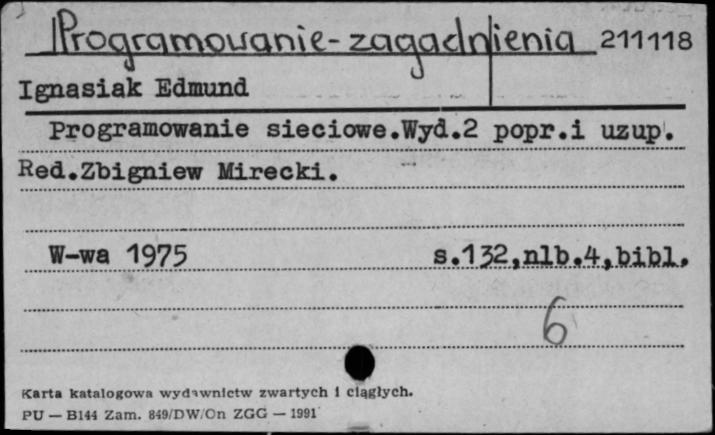 Programowanie-zagadnienia 211118
Ignasiak Edmund
Programowanie sieciowe.Wyd.2 popr.i uzup.
Red.Zbigniew Mirecki.
W-wa 1975 s.132,nlb.4,bibl.
6
Karta katalogowa wydawnictw zwartych i ciągłych.
PU — B144 Zam. 849/DW/On ZGG — 1991